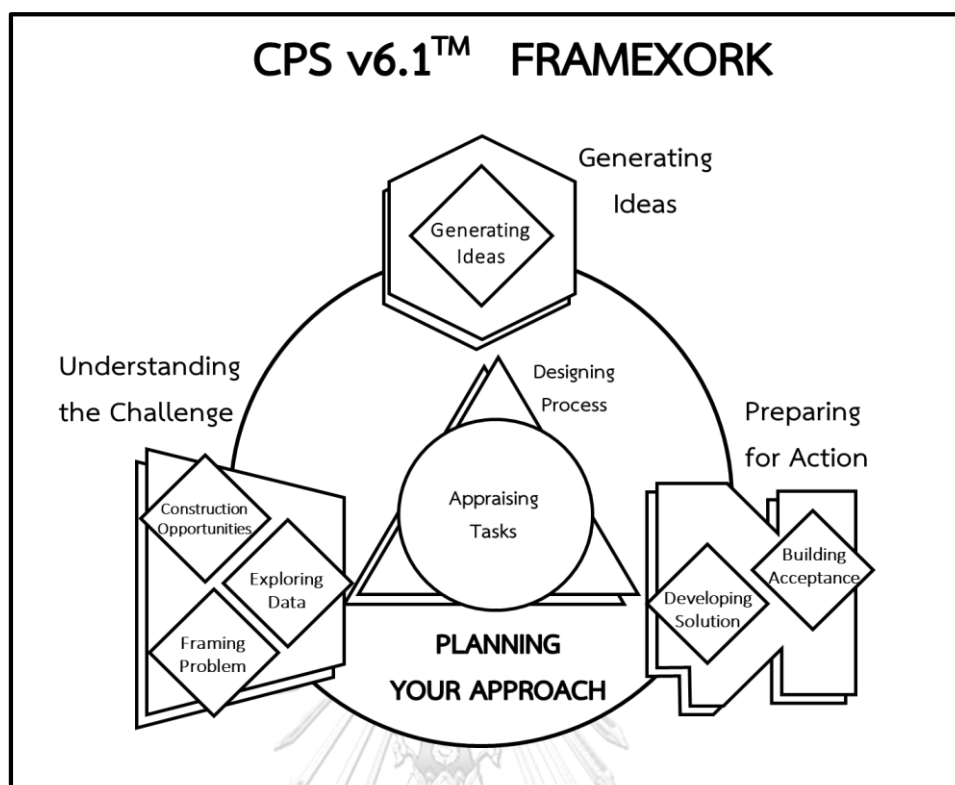 CPS v6.1™ FRAMEXORK
Generating
Ideas
Generating
Ideas
Understanding
the Challenge
Designing
Process
Preparing
for Action
Appraising
Tasks
Construction
Opportunities
Exploring
Data
Framing
Problem
Building
Acceptance
Developing
Solution
PLANNING
YOUR APPROACH